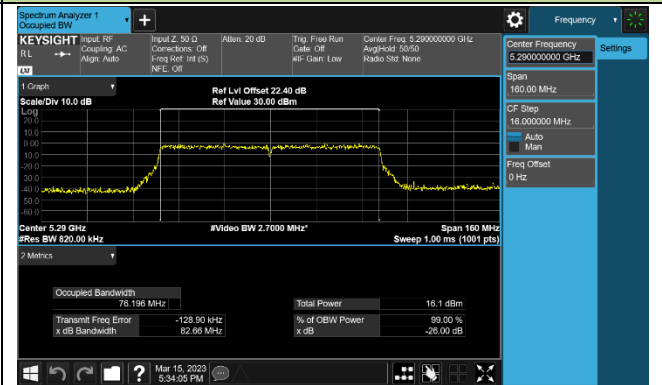 Spectrum Analyzer 1
Occupied BW
Frequency
KEYSIGHT
RL
LXI
Input: RF
Coupling: AC
Align: Auto
Input Z: 50 Ω
Corrections: Off
Freq Ref: Int (S)
NFE: Off
Atten: 20 dB
Trig: Free Run
Gate: Off
#IF Gain: Low
Center Freq: 5.290000000 GHz
Avg|Hold: 50/50
Radio Std: None
Center Frequency
5.290000000 GHz
Settings
Span
160.00 MHz
CF Step
16.000000 MHz
Auto
Man
Freq Offset
0 Hz
1 Graph
Scale/Div 10.0 dB
Ref Lvl Offset 22.40 dB
Ref Value 30.00 dBm
Log
20.0
10.0
0.00
-10.0
-20.0
-30.0
-40.0
-50.0
-60.0
Center 5.29 GHz
#Video BW 2.7000 MHz*
Span 160 MHz
#Res BW 820.00 kHz
Sweep 1.00 ms (1001 pts)
2 Metrics
Occupied Bandwidth
76.196 MHz
Total Power 16.1 dBm
Transmit Freq Error -128.90 kHz
% of OBW Power 99.00 %
x dB Bandwidth 82.66 MHz
x dB -26.00 dB
Mar 15, 2023
5:34:05 PM